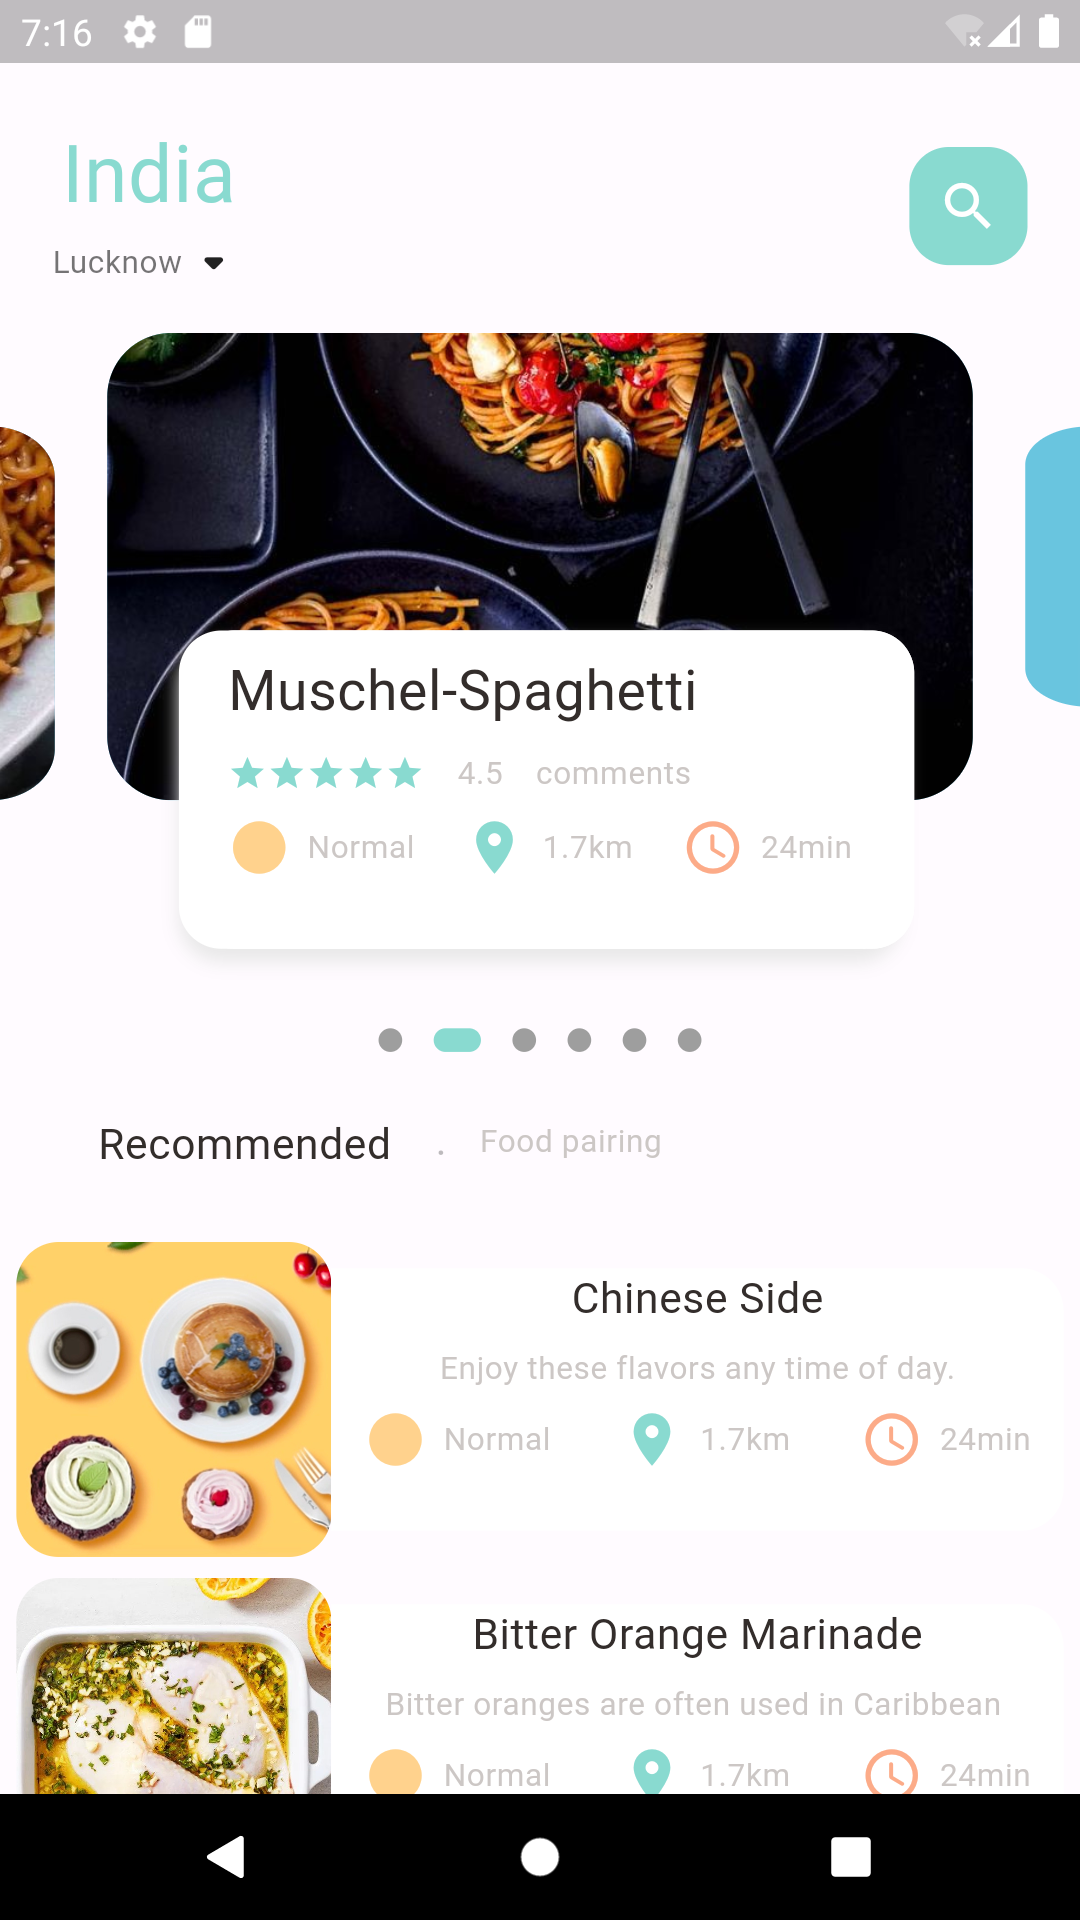 7:16
India
Lucknow
Muschel-Spaghetti
4.5 comments
Normal 1.7km 24min
Recommended . Food pairing
Chinese Side
Enjoy these flavors any time of day.
Normal 1.7km 24min
Bitter Orange Marinade
Bitter oranges are often used in Caribbean
Normal 1.7km 24min